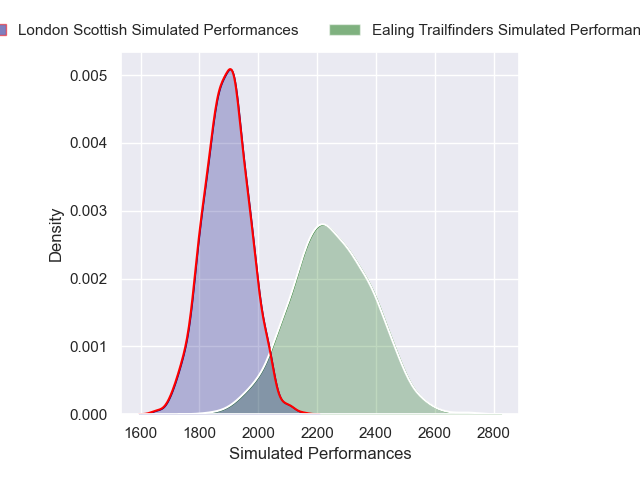 London Scottish Simulated Performances
Ealing Trailfinders Simulated Performan
0.005
0.004
0.003
0.002
0.001
0.000
Density
1600 1800 2000 2200 2400 2600 2800
Simulated Performances